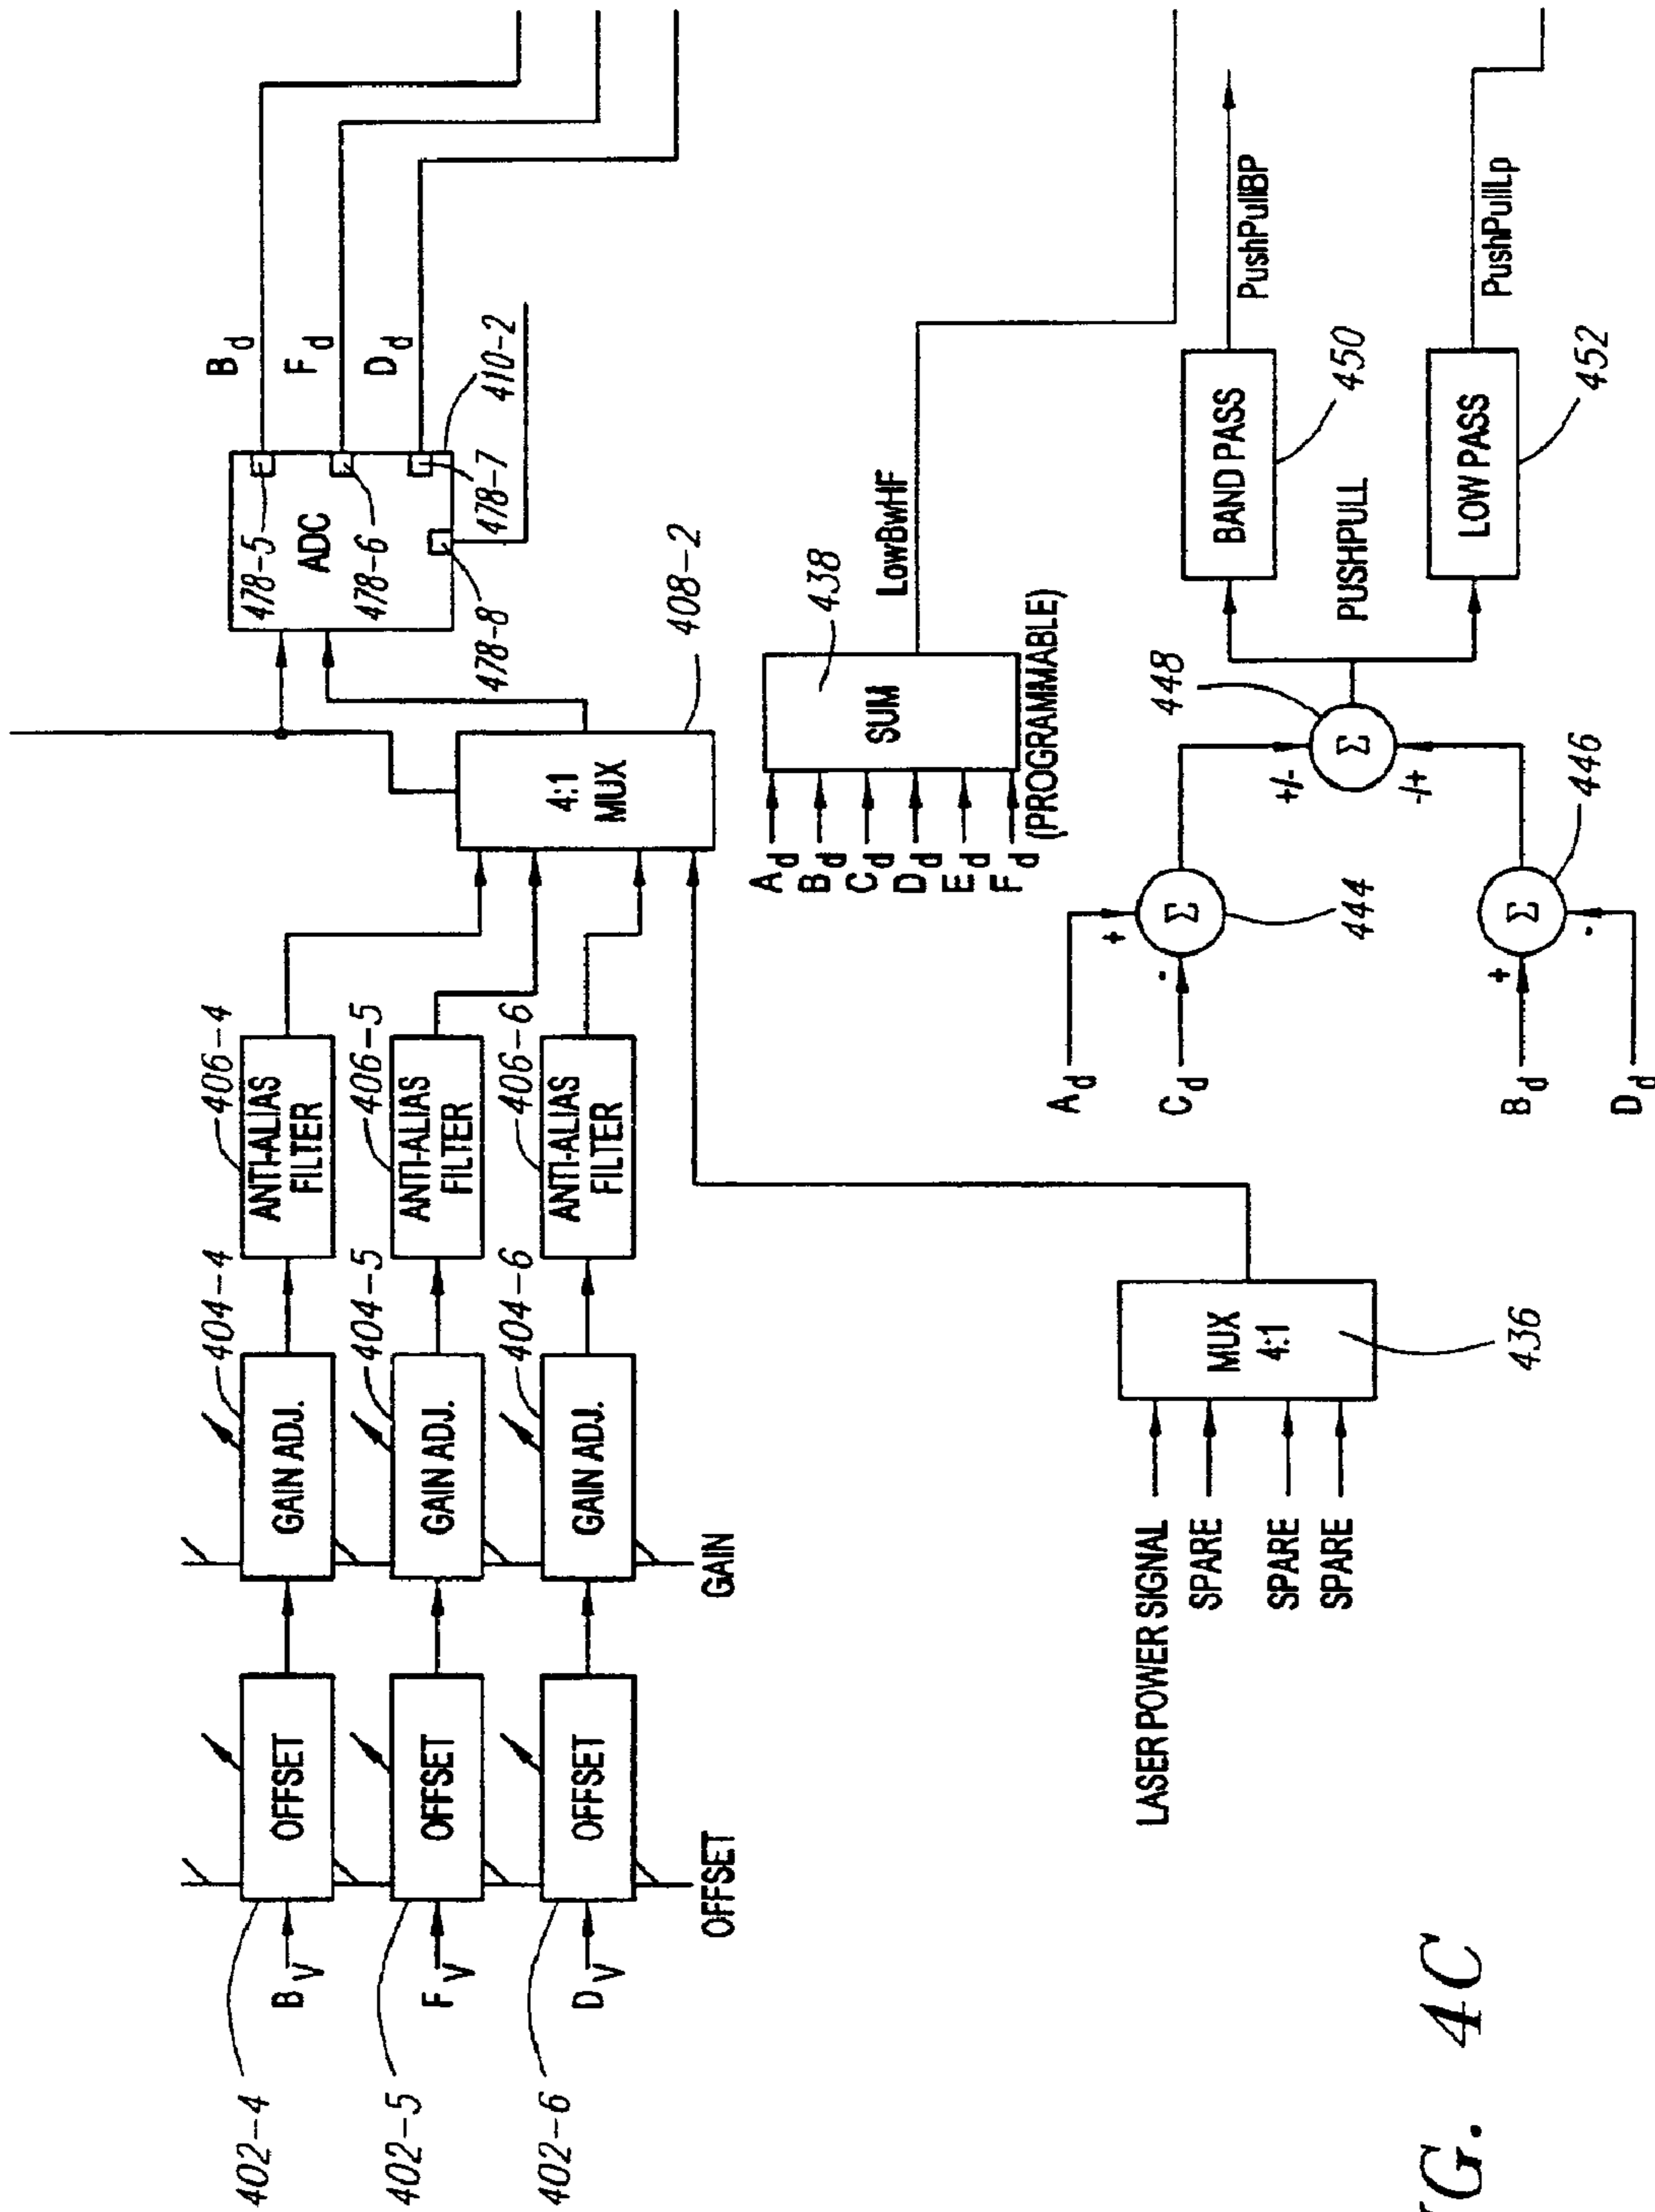 402-4
402-5
402-6
B_V
F_V
D_V
OFFSET
OFFSET
OFFSET
OFFSET
404-4
404-5
404-6
GAIN ADJ.
GAIN ADJ.
GAIN ADJ.
GAIN
406-4
406-5
406-6
ANTI-ALIAS
FILTER
ANTI-ALIAS
FILTER
ANTI-ALIAS
FILTER
4:1
MUX
408-2
478-5
ADC
478-6
478-7
478-8
410-2
B_d
F_d
D_d
LASER POWER SIGNAL
SPARE
SPARE
SPARE
MUX
4:1
436
A_d
B_d
C_d
D_d
E_d
F_d
(PROGRAMMABLE)
SUM
438
LowBwHF
A_d
+
C_d
-
Σ
444
B_d
+
D_d
-
Σ
446
+/-
-/+
Σ
448
PUSHPULL
BAND PASS
450
PushPullBP
LOW PASS
452
PushPullLp
IG. 4C